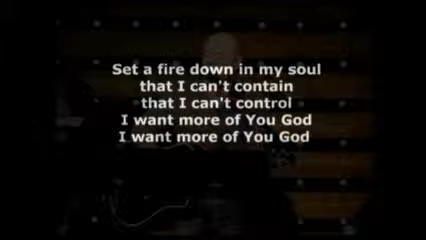 Set a fire down in my soul
that I can't contain
that I can't control
I want more of You God
I want more of You God